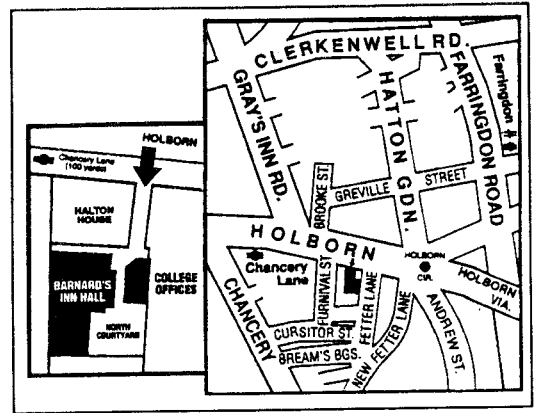 HOLBORN
Chancery Lane
(100 yards)
HALTON
HOUSE
BARNARD'S
INN HALL
COLLEGE
OFFICES
NORTH
COURTYARD
CLERKENWELL RD.
GRAY'S INN RD.
HATTON GDN.
FARRINGDON ROAD
Farringdon
BROOKE ST.
GREVILLE STREET
HOLBORN
HOLBORN
CIR.
HOLBORN
VIA.
Chancery
Lane
CHANCERY
FURNIVAL ST
FETTER LANE
NEW FETTER LANE
ANDREW ST.
CURSITOR ST.
BREAM'S BGS.